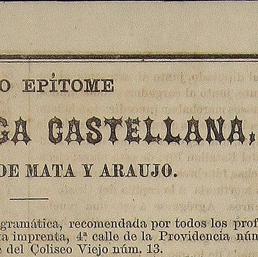 O EPÍTOME
GA CASTELLANA,
DE MATA Y ARAUJO.
gramática, recomendada por todos los prof
ta imprenta, 4ª calle de la Providencia núm
del Coliseo Viejo núm. 13.